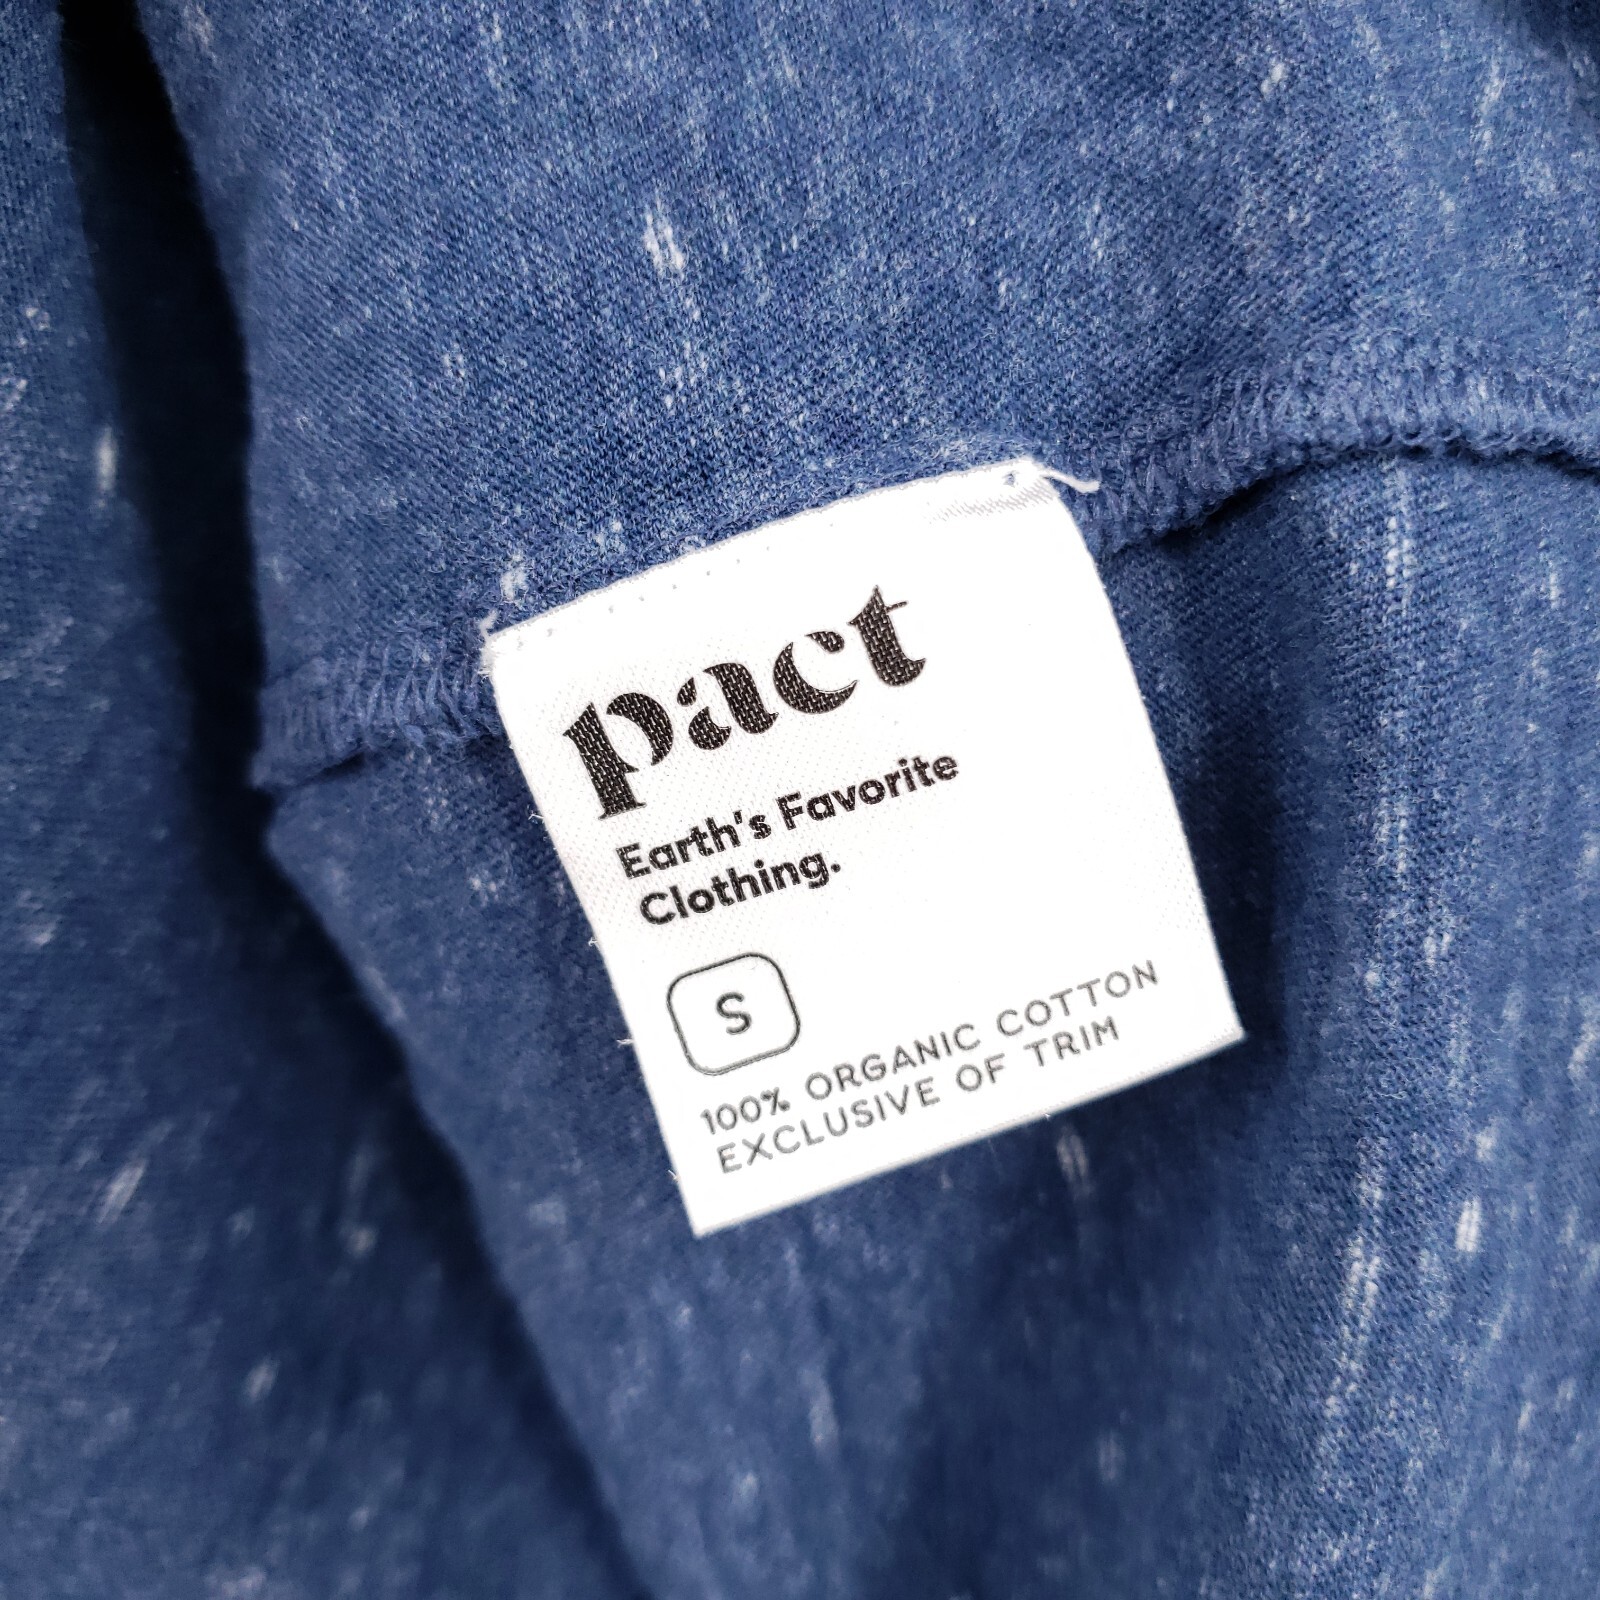 pact
Earth's Favorite
Clothing.
S
100% ORGANIC COTTON
EXCLUSIVE OF TRIM